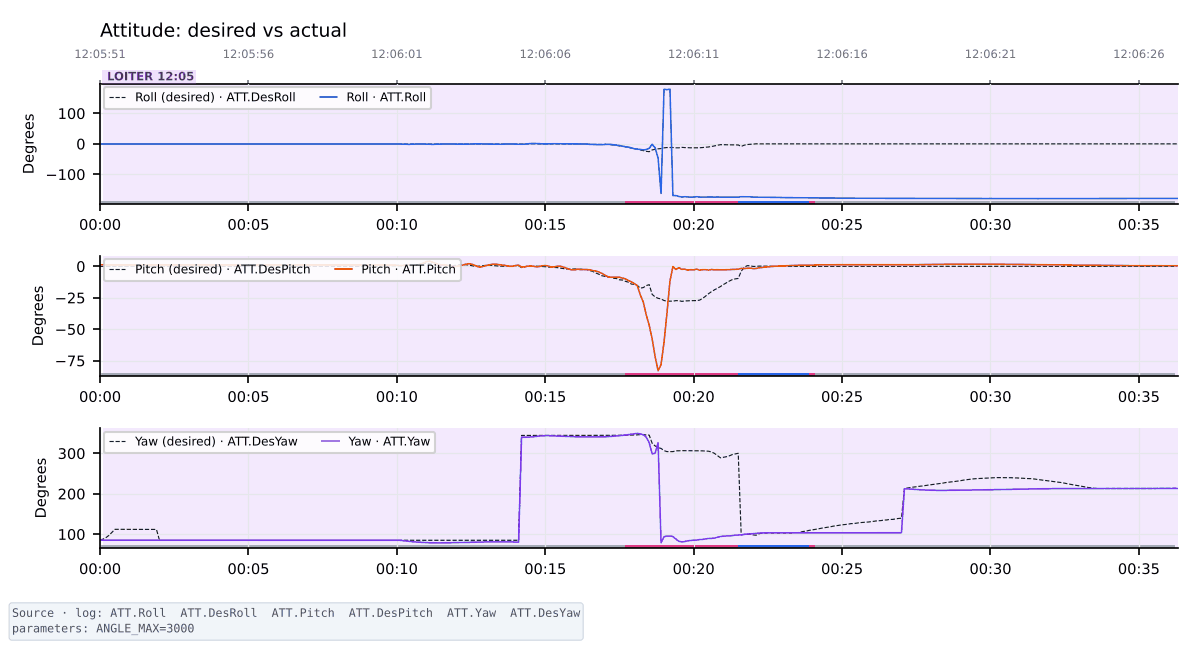 Attitude: desired vs actual
12:05:51 12:05:56 12:06:01 12:06:06 12:06:11 12:06:16 12:06:21 12:06:26
LOITER 12:05
Roll (desired) · ATT.DesRoll Roll · ATT.Roll
Degrees
100
0
−100
00:00 00:05 00:10 00:15 00:20 00:25 00:30 00:35
Pitch (desired) · ATT.DesPitch Pitch · ATT.Pitch
Degrees
0
−25
−50
−75
00:00 00:05 00:10 00:15 00:20 00:25 00:30 00:35
Yaw (desired) · ATT.DesYaw Yaw · ATT.Yaw
Degrees
300
200
100
00:00 00:05 00:10 00:15 00:20 00:25 00:30 00:35
Source · log: ATT.Roll ATT.DesRoll ATT.Pitch ATT.DesPitch ATT.Yaw ATT.DesYaw
parameters: ANGLE_MAX=3000